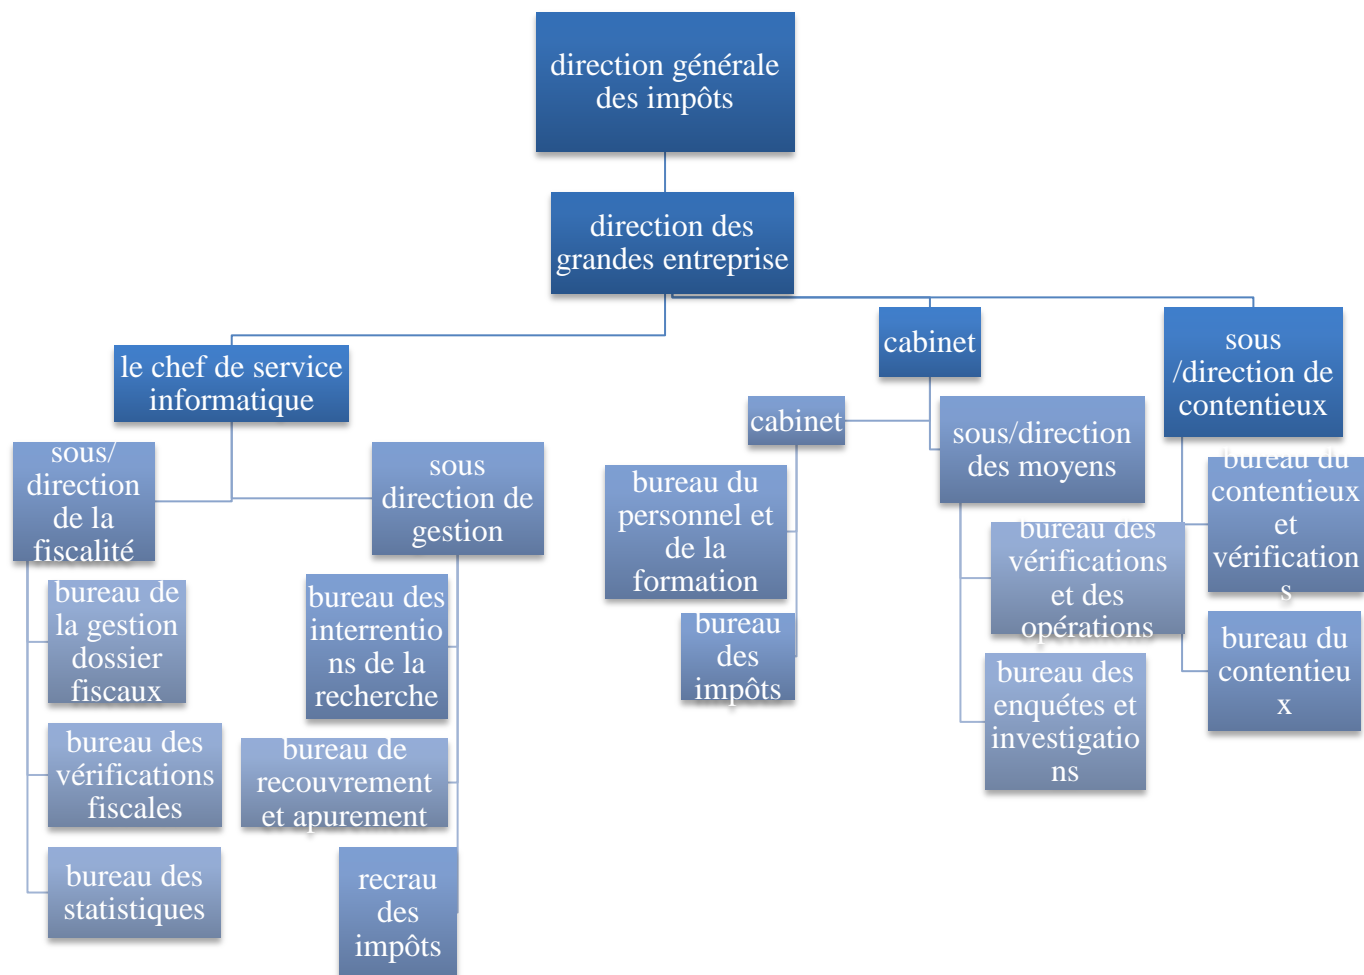 direction générale
des impôts
direction des
grandes entreprise
le chef de service
informatique
cabinet
sous
/direction de
contentieux
sous/
direction
de la
fiscalité
sous
direction de
gestion
cabinet
sous/direction
des moyens
bureau de
la gestion
dossier
fiscaux
bureau des
vérifications
fiscales
bureau des
statistiques
bureau des
interrentio
ns de la
recherche
bureau de
recouvrement
et apurement
recrau
des
impôts
bureau du
personnel et
de la
formation
bureau
des
impôts
bureau des
vérifications
et des
opérations
bureau des
enquétes et
investigatio
ns
bureau du
contentieux
et
vérification
s
bureau du
contentieu
x